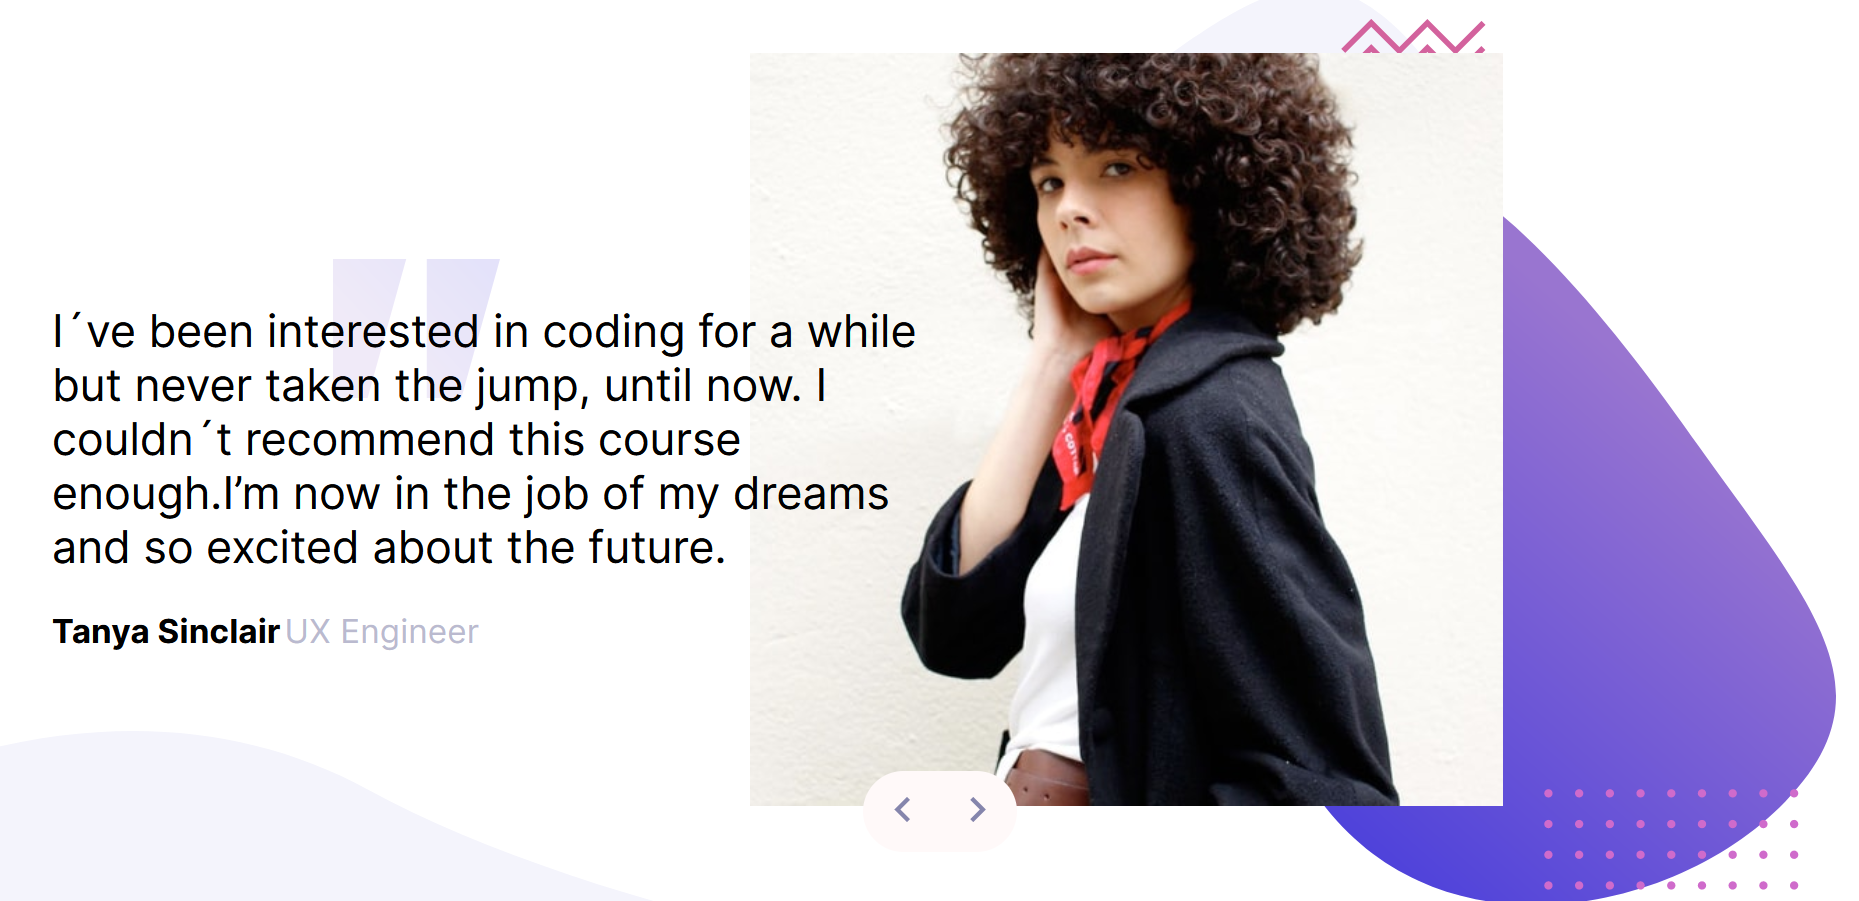 I´ve been interested in coding for a while
but never taken the jump, until now. I
couldn´t recommend this course
enough.I’m now in the job of my dreams
and so excited about the future.
Tanya Sinclair UX Engineer